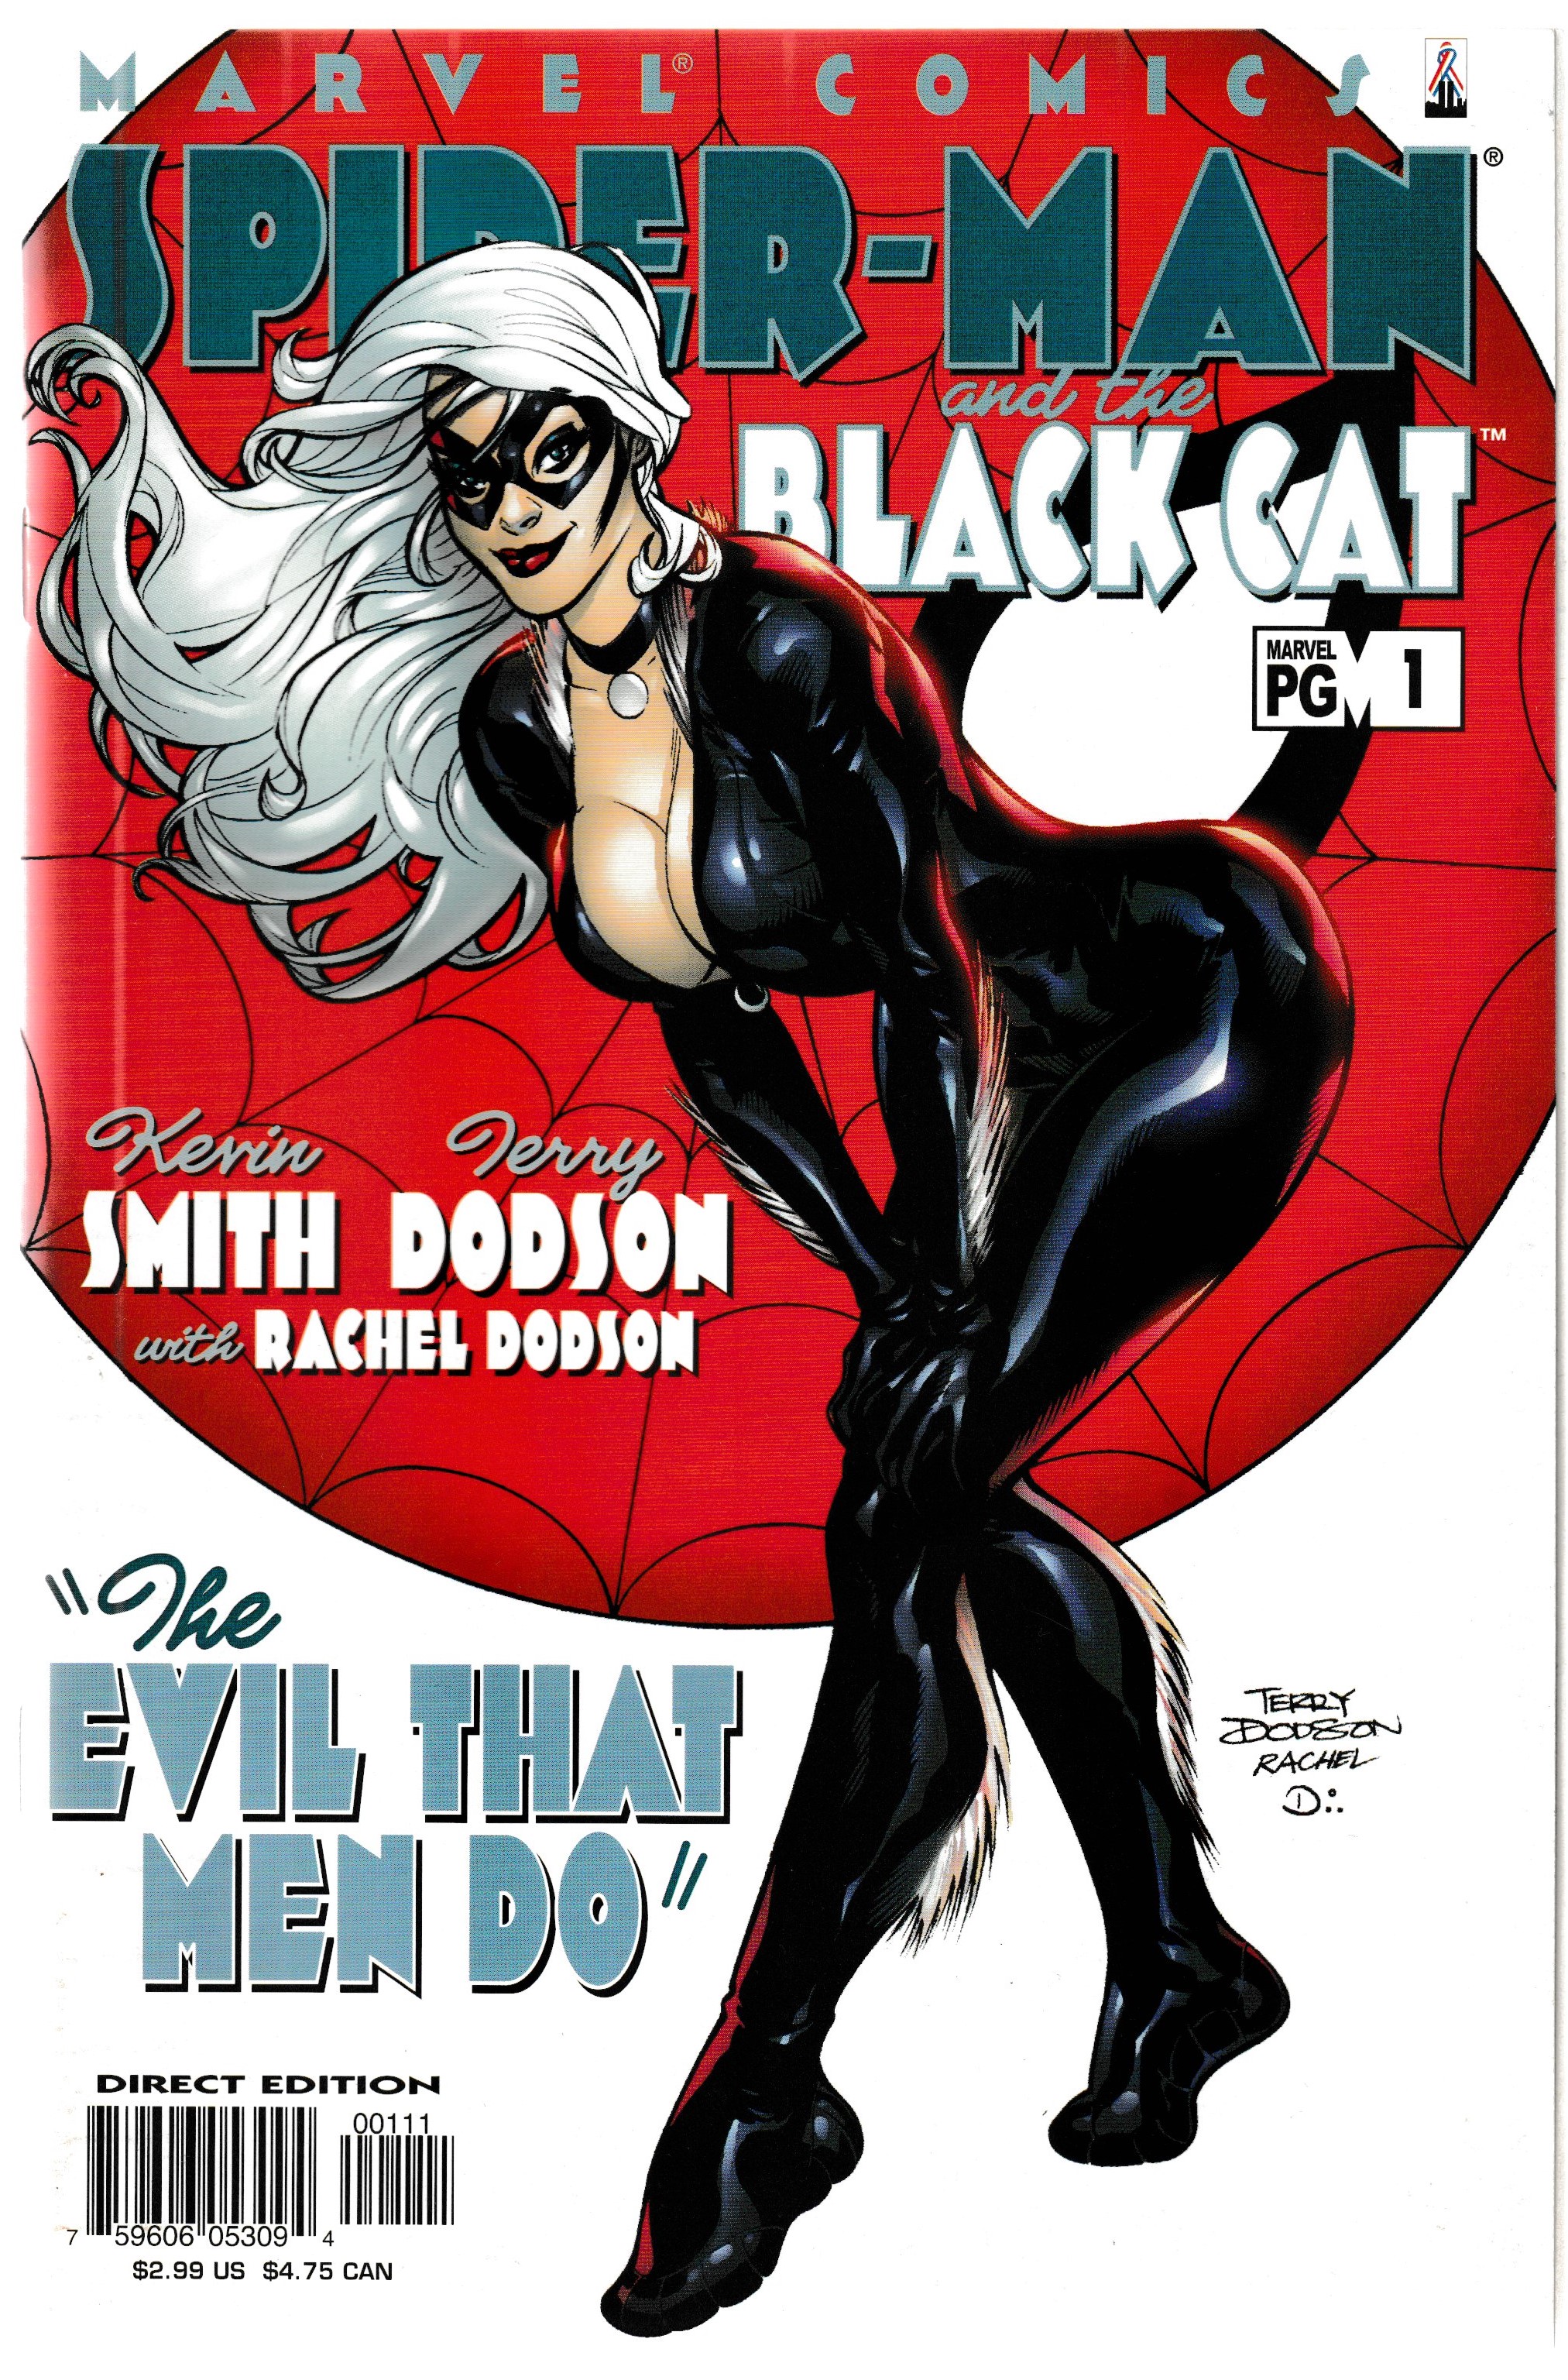 MARVEL® COMICS
SPIDER-MAN®
and the
BLACK CAT™
MARVEL
PG 1
Kevin Terry
SMITH DODSON
with RACHEL DODSON
"The
EVIL THAT
MEN DO"
TERRY
DODSON
RACHEL
D::
DIRECT EDITION
00111
7 59606 05309 4
$2.99 US $4.75 CAN